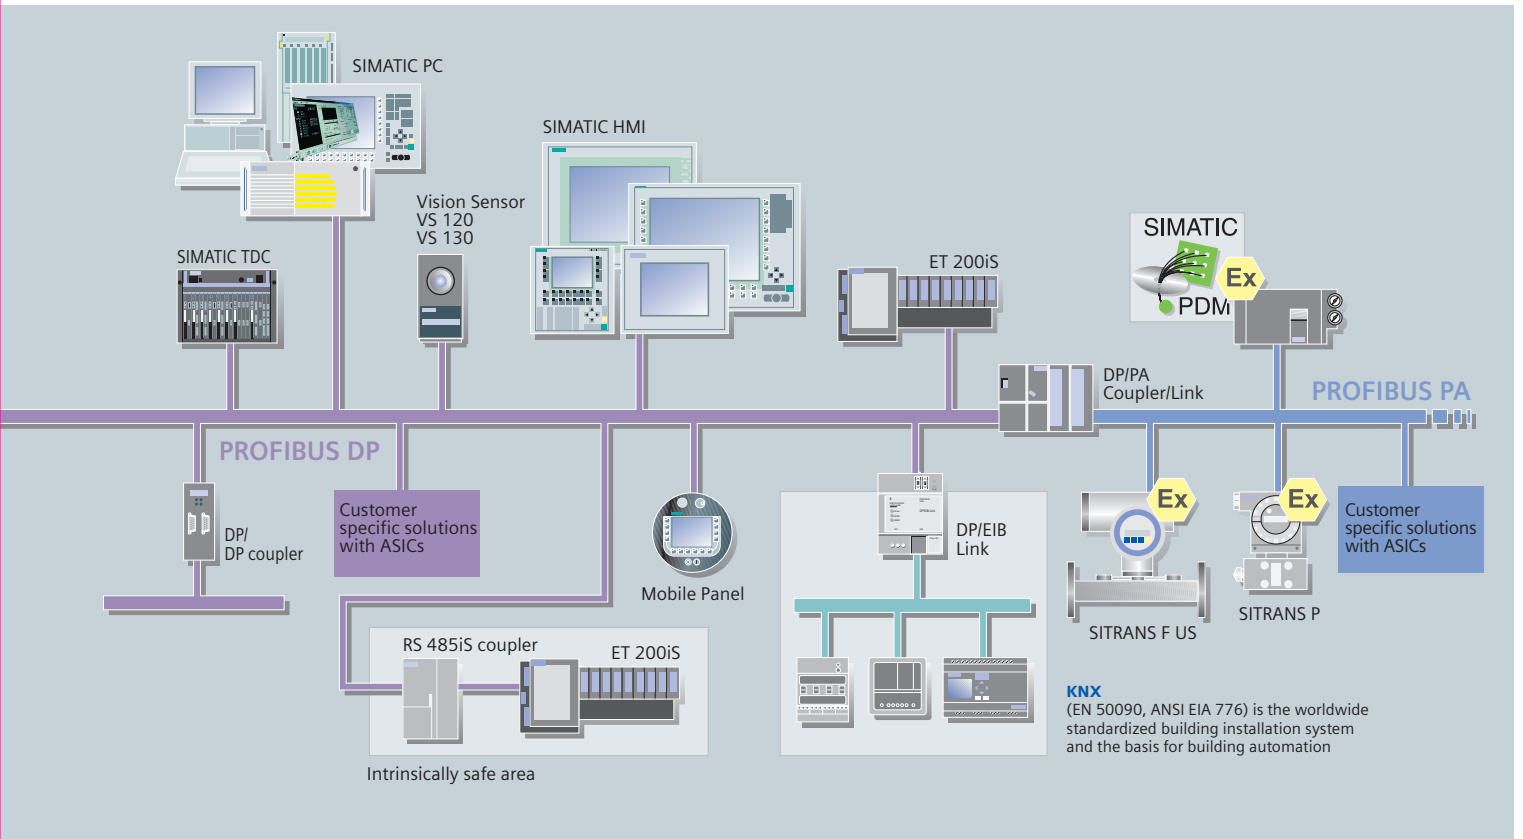 SIMATIC PC
SIMATIC HMI
Vision Sensor
VS 120
VS 130
SIMATIC TDC
ET 200iS
SIMATIC
PDM
Ex
DP/PA
Coupler/Link
PROFIBUS PA
PROFIBUS DP
DP/
DP coupler
Customer
specific solutions
with ASICs
Mobile Panel
DP/EIB
Link
Ex
SITRANS F US
Ex
SITRANS P
Customer
specific solutions
with ASICs
RS 485iS coupler
ET 200iS
Intrinsically safe area
KNX
(EN 50090, ANSI EIA 776) is the worldwide
standardized building installation system
and the basis for building automation